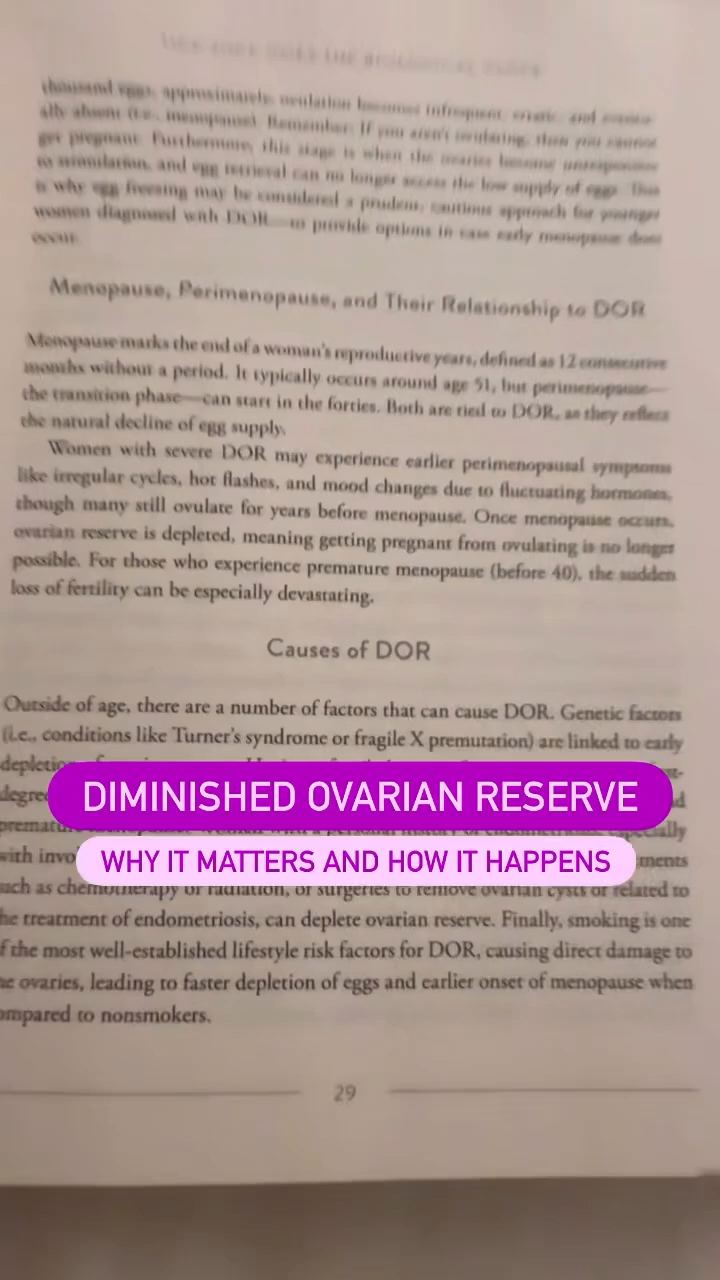 thousand eggs, approximately, ovulation becomes infrequent, erratic, and
ally absent (i.e., menopause). Remember: If you aren't ovulating, then you cannot
get pregnant. Furthermore, this stage is when the ovaries become unresponsive
to stimulation, and egg retrieval can no longer access the low supply of eggs. This
is why egg freezing may be considered a prudent, cautious approach for younger
women diagnosed with DOR—to provide options in case early menopause does
occur.
Menopause, Perimenopause, and Their Relationship to DOR
Menopause marks the end of a woman's reproductive years, defined as 12 consecutive
months without a period. It typically occurs around age 51, but perimenopause—
the transition phase—can start in the forties. Both are tied to DOR, as they reflect
the natural decline of egg supply.
Women with severe DOR may experience earlier perimenopausal symptoms
like irregular cycles, hot flashes, and mood changes due to fluctuating hormones,
though many still ovulate for years before menopause. Once menopause occurs,
ovarian reserve is depleted, meaning getting pregnant from ovulating is no longer
possible. For those who experience premature menopause (before 40), the sudden
loss of fertility can be especially devastating.
Causes of DOR
Outside of age, there are a number of factors that can cause DOR. Genetic factors
(i.e., conditions like Turner's syndrome or fragile X premutation) are linked to early
DIMINISHED OVARIAN RESERVE
WHY IT MATTERS AND HOW IT HAPPENS
uch as chemotherapy or radiation, or surgeries to remove ovarian cysts or related to
he treatment of endometriosis, can deplete ovarian reserve. Finally, smoking is one
f the most well-established lifestyle risk factors for DOR, causing direct damage to
he ovaries, leading to faster depletion of eggs and earlier onset of menopause when
ompared to nonsmokers.
29